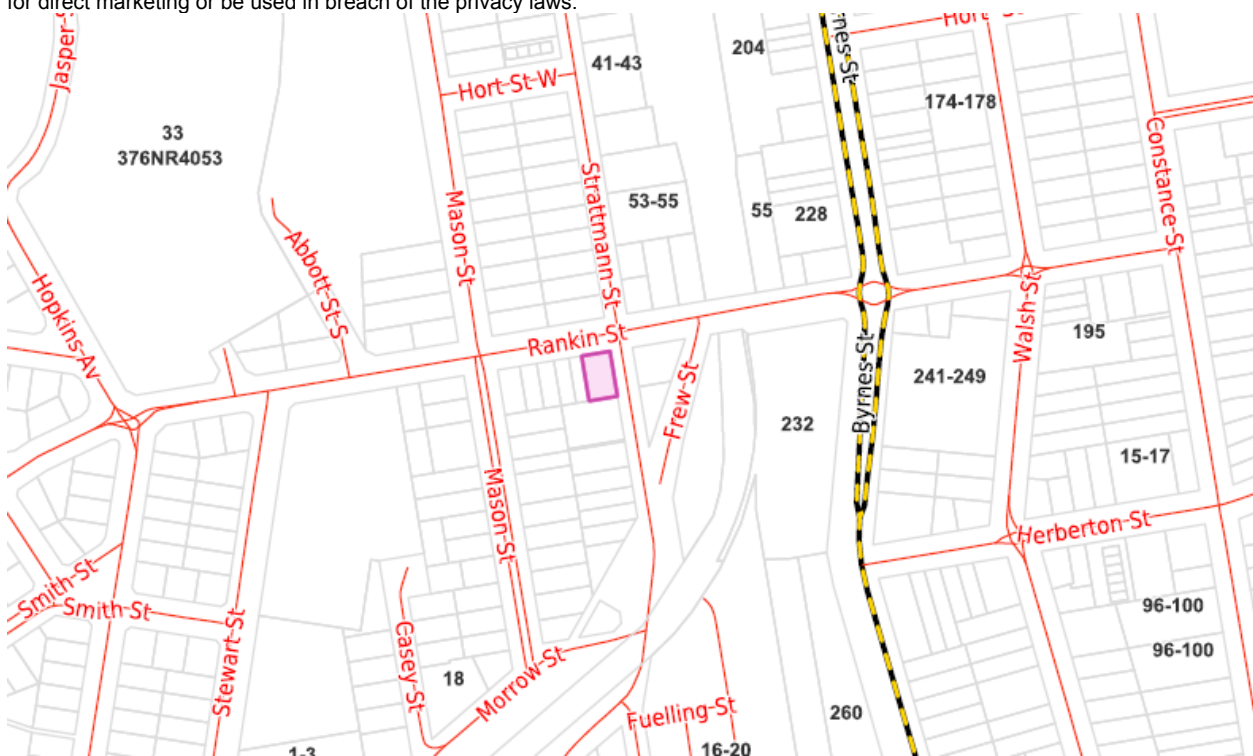 for direct marketing or be used in breach of the privacy laws.
Jasper-S
Hort-St-W
41-43
204
rnes-St
Hort-S
174-178
33
376NR4053
Constance-St
Strattmann-St
Mason-St
53-55
55
228
Abbott-St-S
Hopkins-Av
Rankin-St
Walsh-St
195
Byrnes-St
241-249
Frew-St
232
15-17
Mason-St
Herberton-St
Smith-St
Smith-St
Stewart-St
Casey-St
18
Morrow-St
96-100
96-100
Fuelling-St
260
16-20
1-3